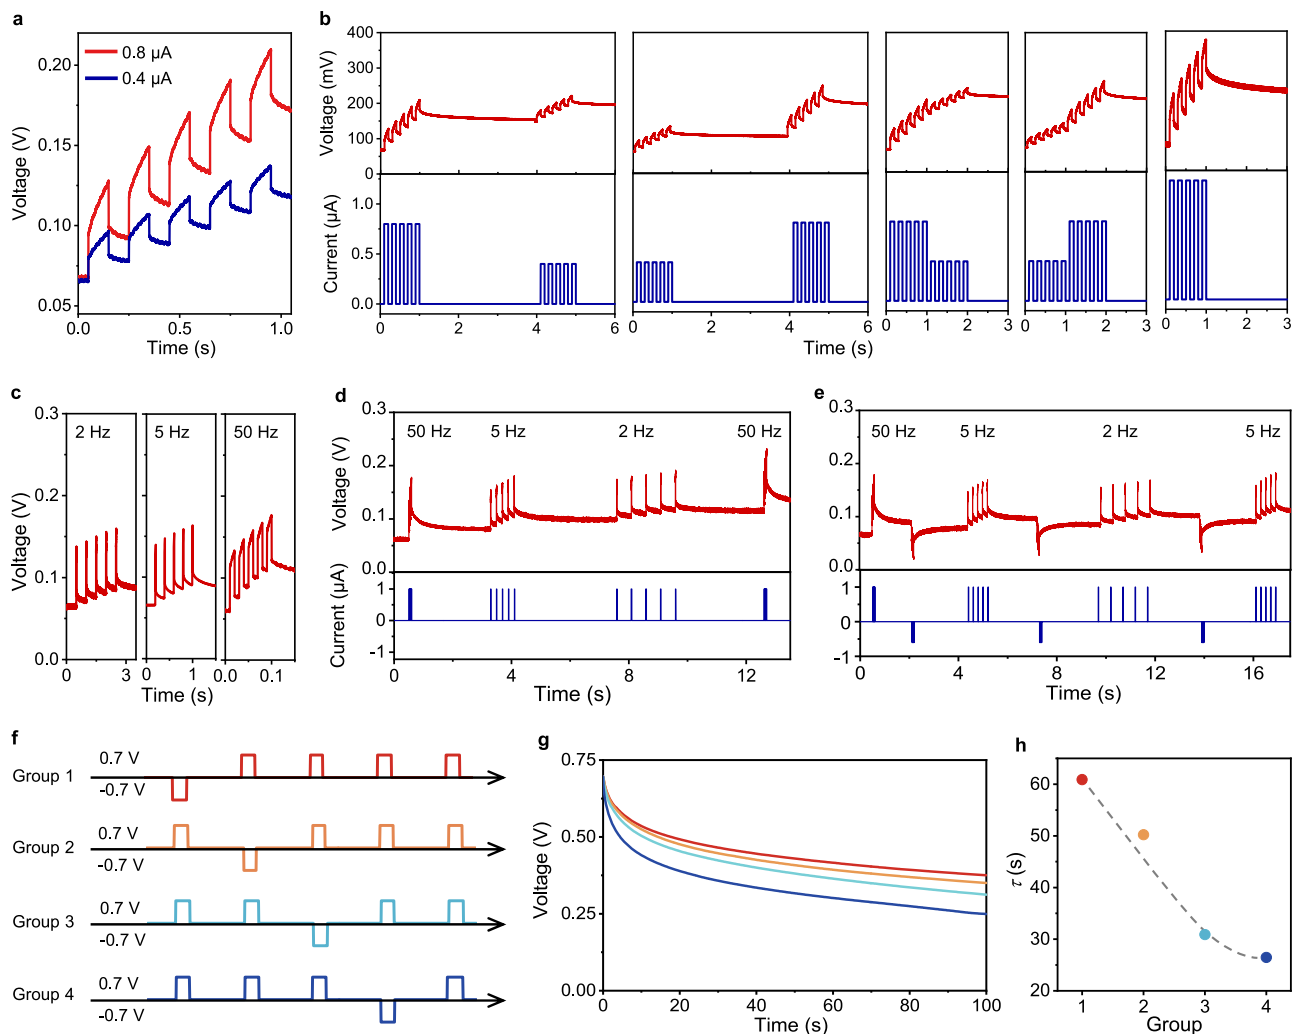 a
0.8 µA
0.4 µA
0.20
0.15
0.10
0.05
Voltage (V)
0.0 0.5 1.0
Time (s)
b
400
300
200
100
0
Voltage (mV)
1.0
0.5
0.0
Current (µA)
0 2 4 6
0 2 4 6
0 1 2 3
0 1 2 3
0 1 2 3
Time (s)
Time (s)
c
0.3
0.2
0.1
0.0
Voltage (V)
2 Hz
5 Hz
50 Hz
0 3
0 1
0.0 0.1
Time (s)
d
50 Hz 5 Hz 2 Hz 50 Hz
0.3
0.2
0.1
0.0
Voltage (V)
1
0
-1
Current (µA)
0 4 8 12
Time (s)
e
50 Hz 5 Hz 2 Hz 5 Hz
0.3
0.2
0.1
0.0
1
0
-1
0 4 8 12 16
Time (s)
f
Group 1
0.7 V
-0.7 V
Group 2
0.7 V
-0.7 V
Group 3
0.7 V
-0.7 V
Group 4
0.7 V
-0.7 V
g
0.75
0.50
0.25
0.00
Voltage (V)
0 20 40 60 80 100
Time (s)
h
60
50
40
30
20
τ (s)
1 2 3 4
Group